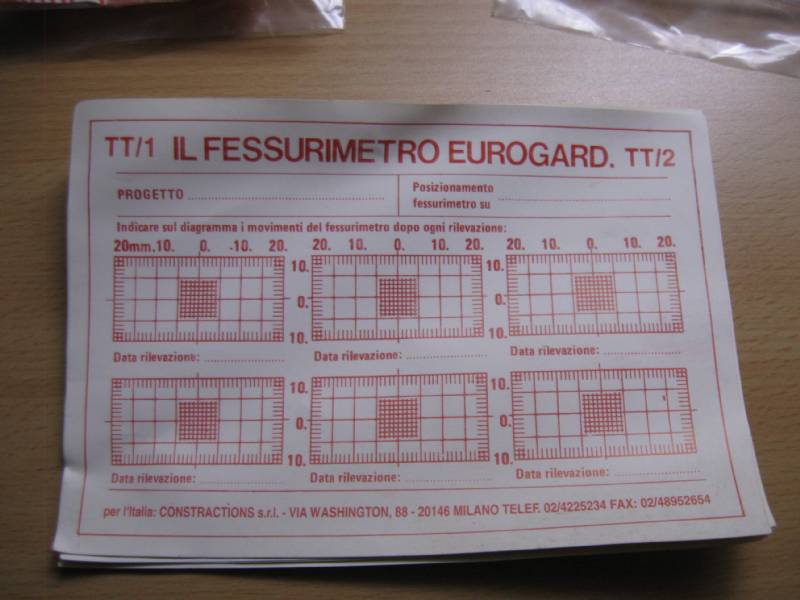 TT/1 IL FESSURIMETRO EUROGARD. TT/2
PROGETTO
Posizionamento
fessurimetro su
Indicare sul diagramma i movimenti del fessurimetro dopo ogni rilevazione:
20mm. 10. 0. -10. 20. 20. 10. 0. 10. 20. 20. 10. 0. 10. 20.
10. 10.
0. 0.
10. 10.
Data rilevazione: Data rilevazione: Data rilevazione:
10. 10.
0. 0.
10. 10.
Data rilevazione: Data rilevazione: Data rilevazione:
per l'Italia: CONSTRACTIONS s.r.l. - VIA WASHINGTON, 88 - 20146 MILANO TELEF. 02/4225234 FAX: 02/48952654